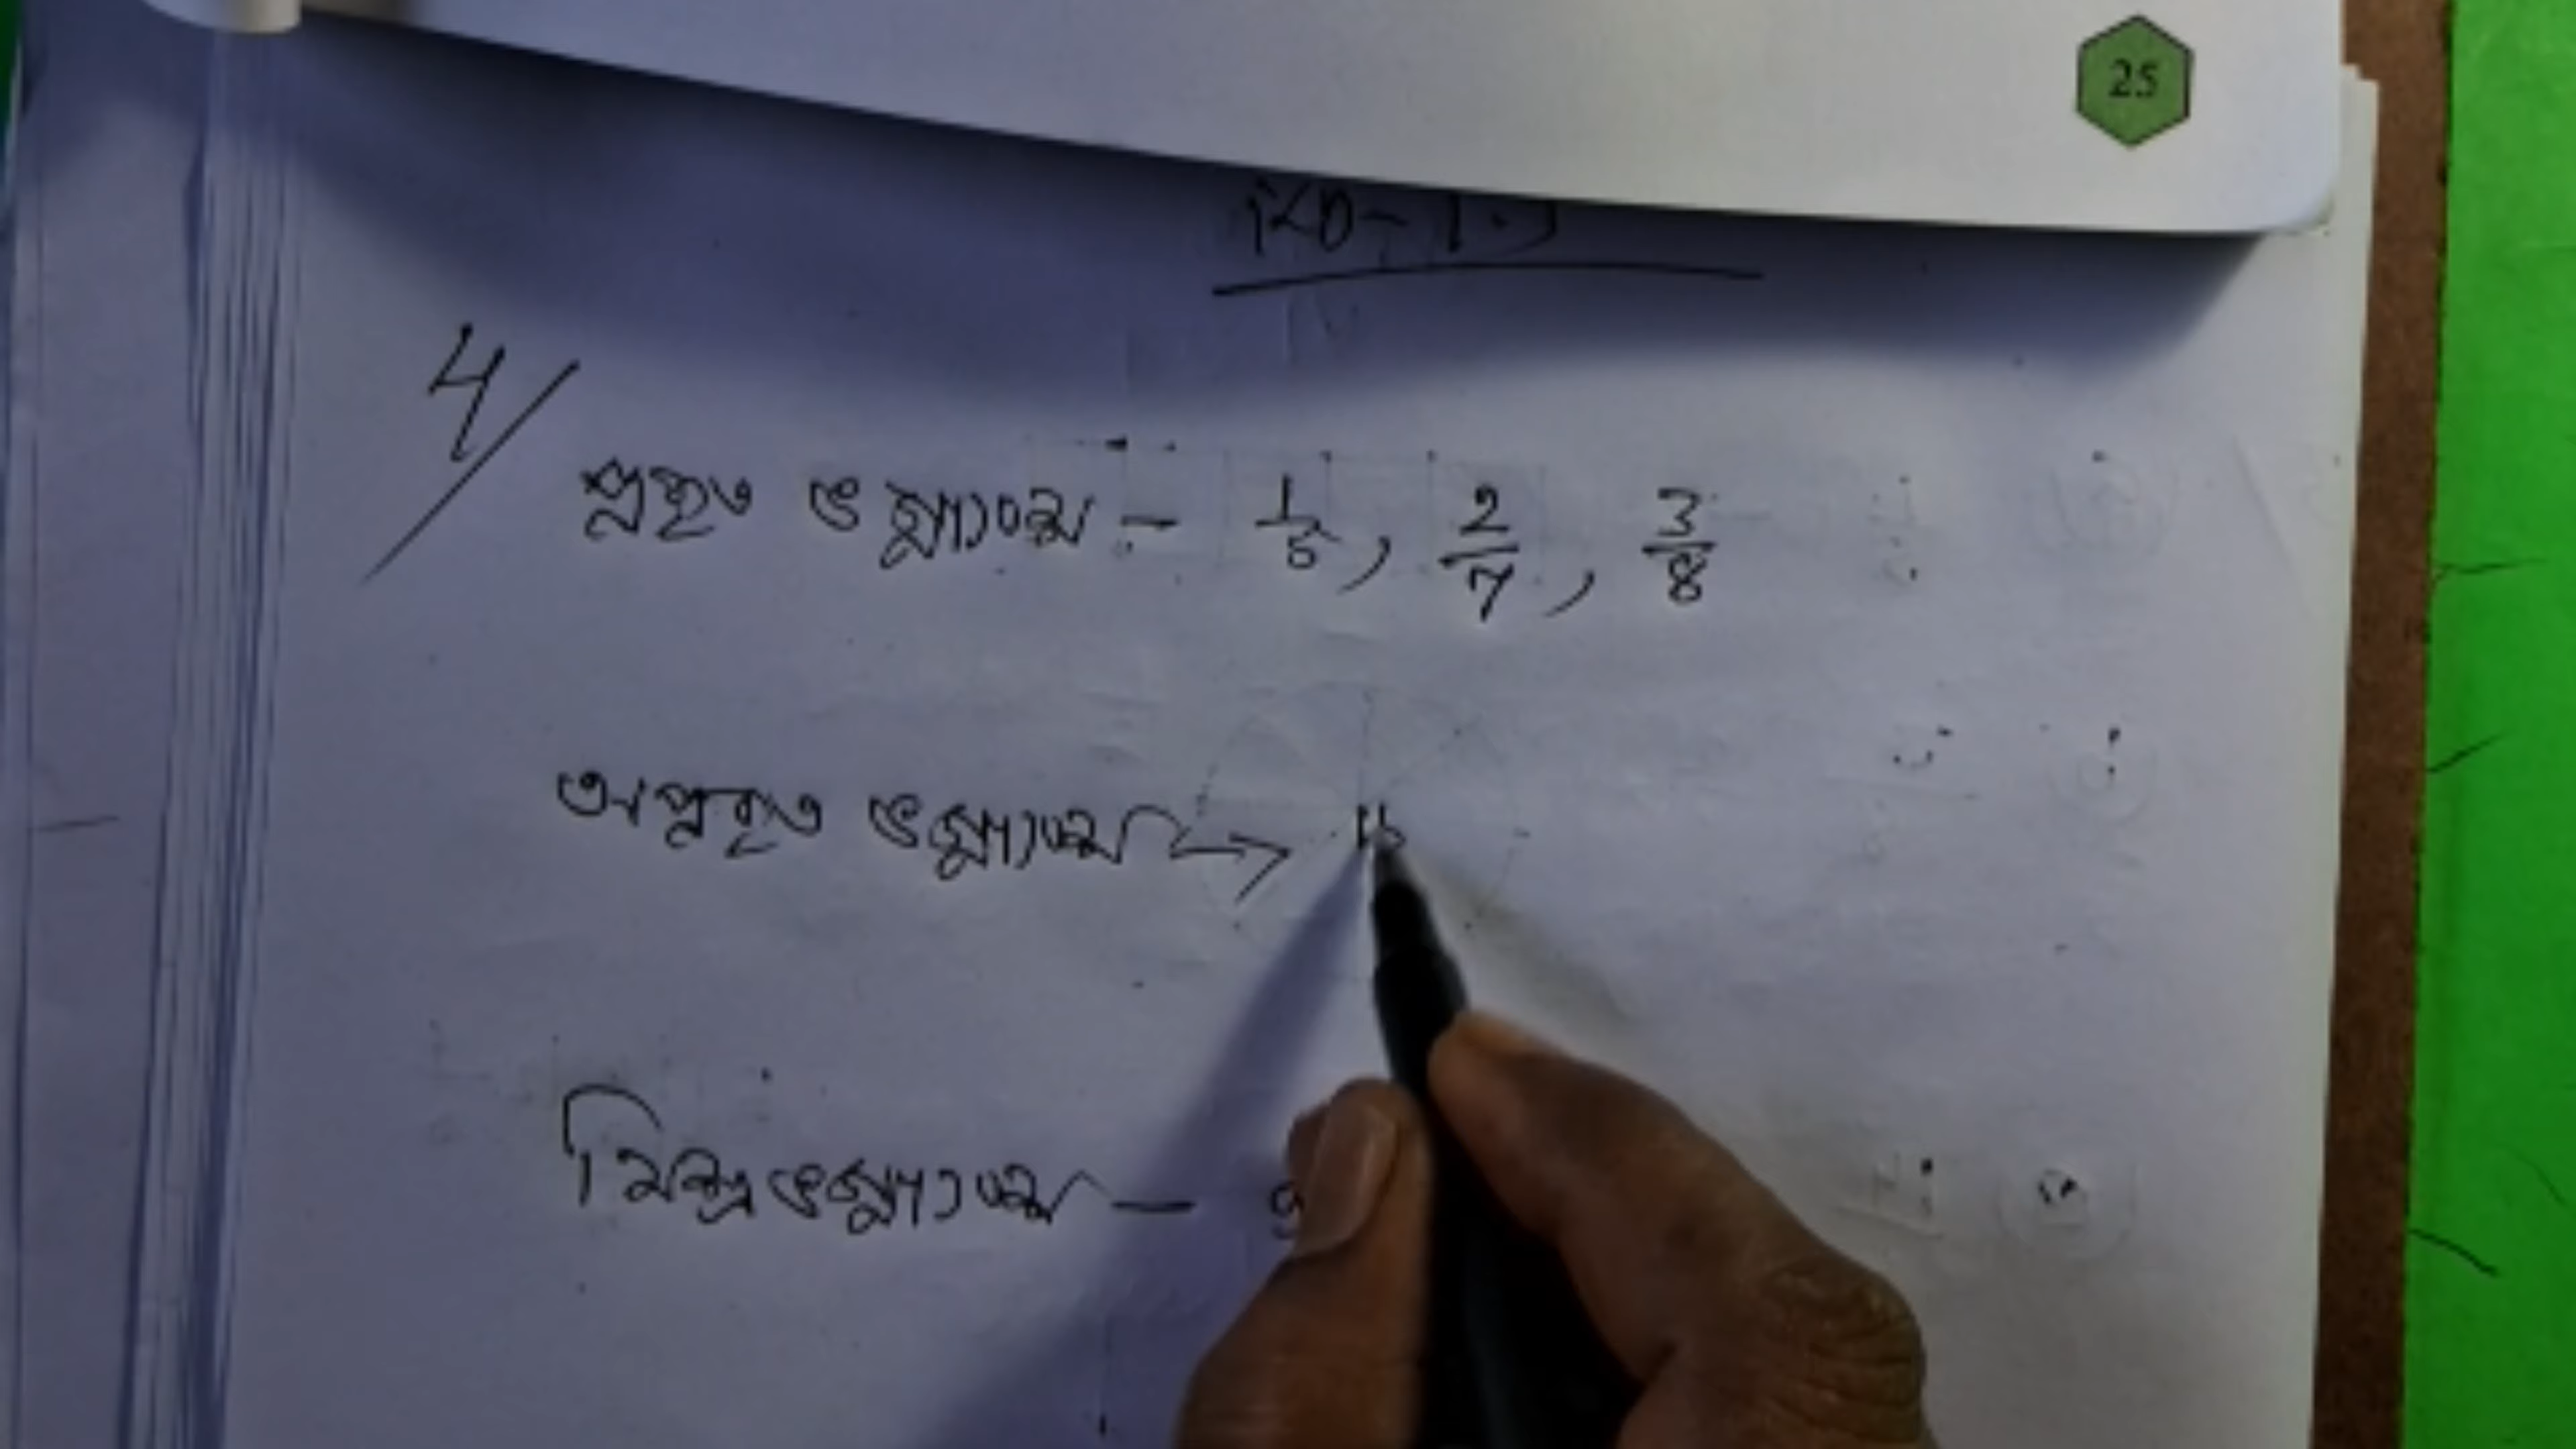 25
4/
প্রকৃত ভগ্নাংশ - 1/5, 2/7, 3/8
অপ্রকৃত ভগ্নাংশ →
মিশ্র ভগ্নাংশ —